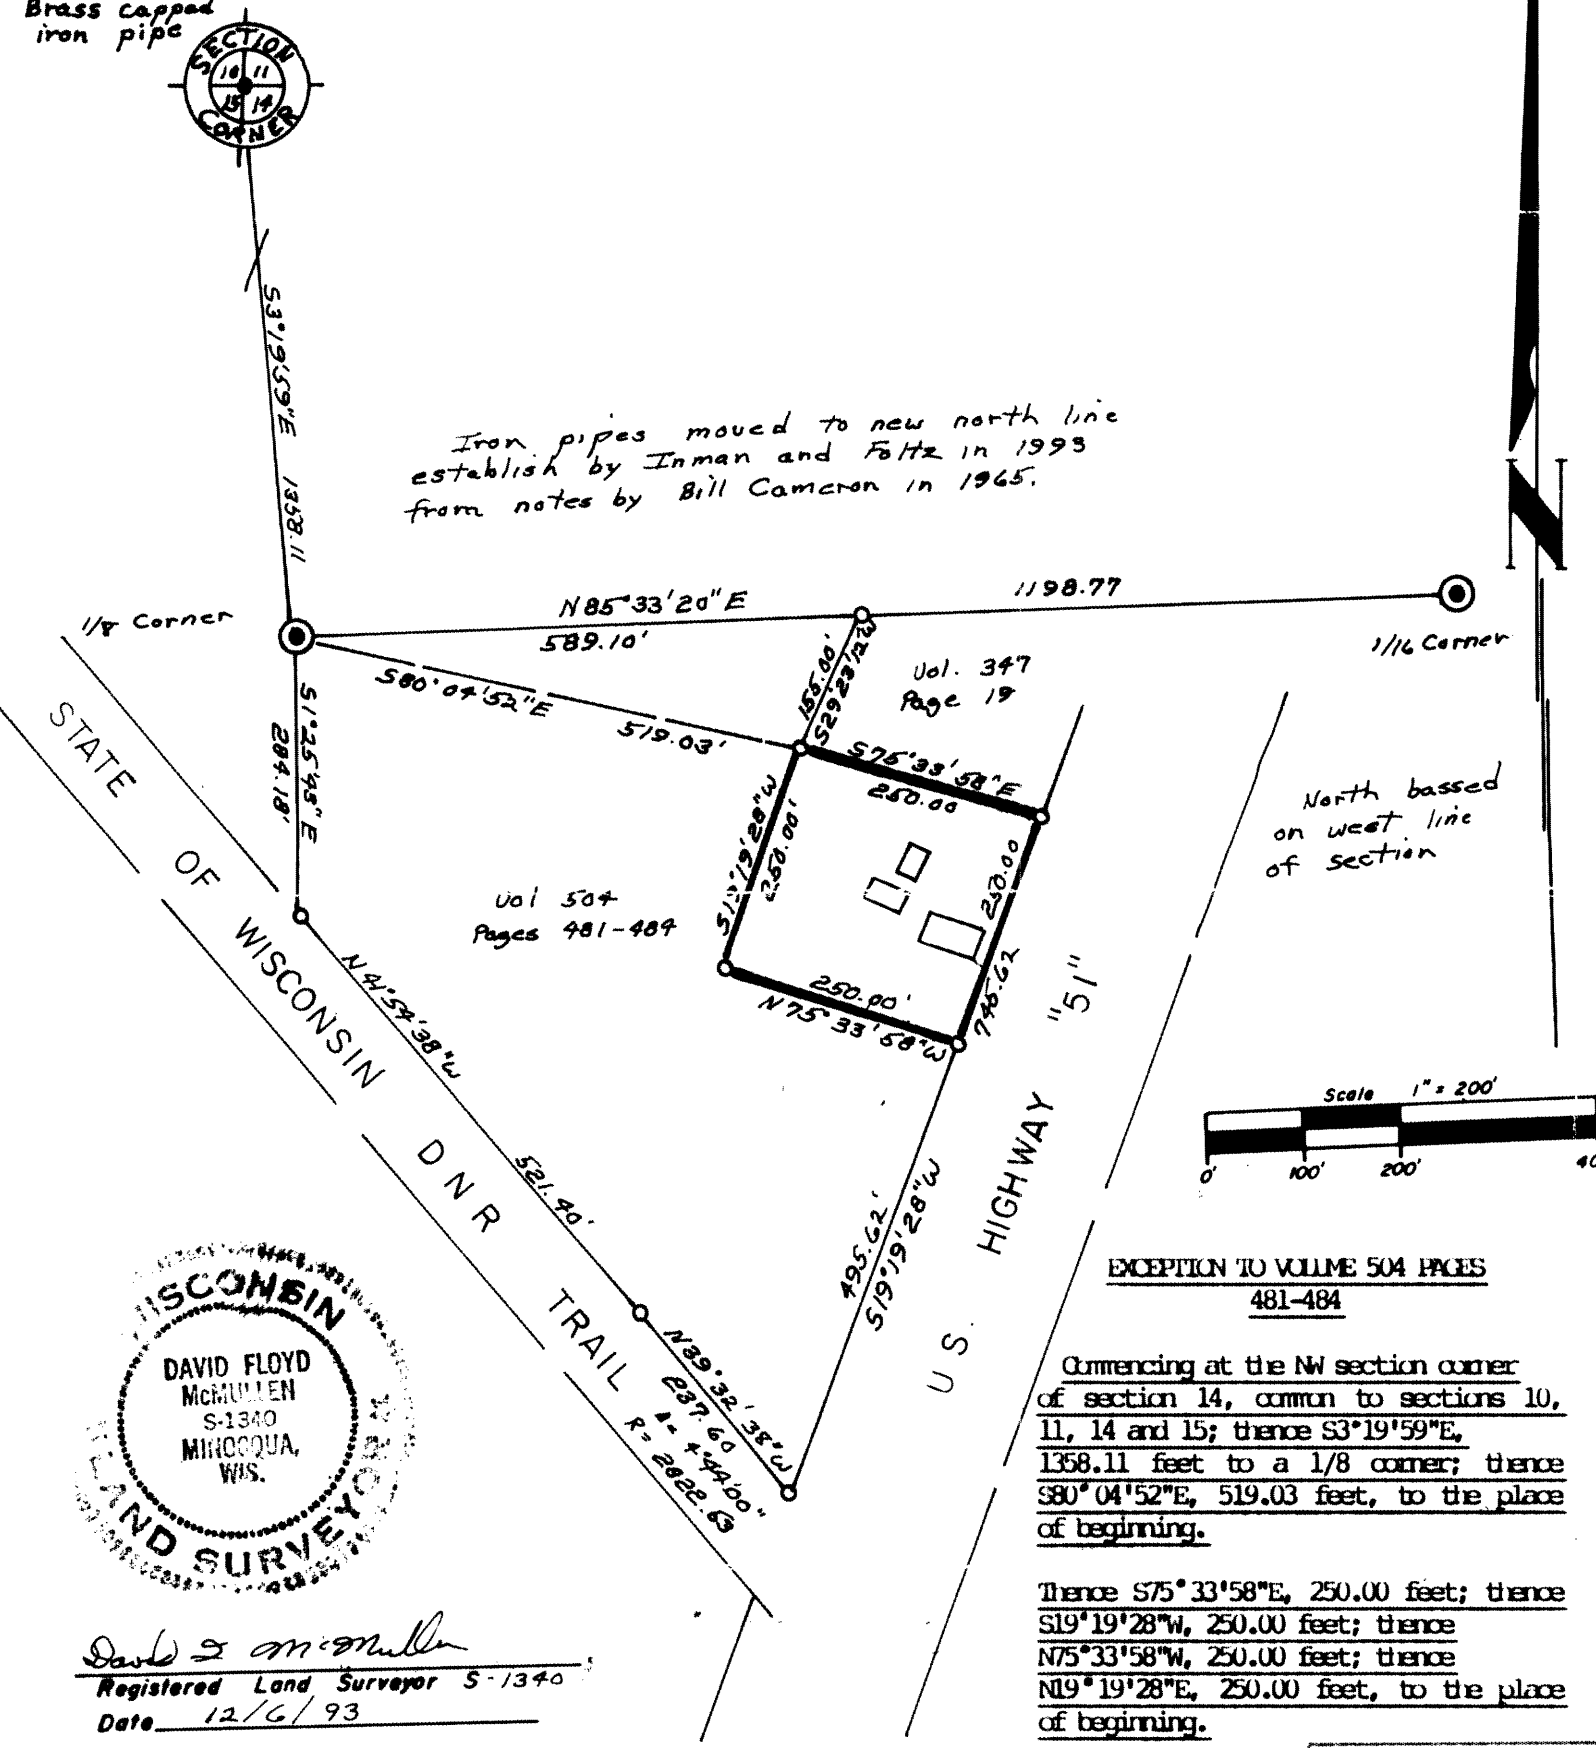 Brass capped
iron pipe
SECTION
10 11
15 14
CORNER
S3°19'59"E 1358.11
Iron pipes moved to new north line
establish by Inman and Foltz in 1993
from notes by Bill Cameron in 1965.
N
1/8 Corner
N85°33'20"E
589.10'
1198.77
1/16 Corner
S80°04'52"E
519.03'
155.00'
S29°23'12W
Vol. 347
Page 19
S1°25'43"E
284.18'
S75°33'58"E
250.00
S19°19'28"W
250.00'
250.00
745.62
250.00'
N75°33'58"W
North bassed
on west line
of section
Vol 504
Pages 481-484
STATE OF WISCONSIN DNR TRAIL
N41°54'38"W
521.40'
N39°32'38"W
237.60
Δ= 4°44'00"
R= 2822.63
495.62'
S19°19'28"W
U.S. HIGHWAY "51"
Scale 1" = 200'
0' 100' 200'
EXCEPTION TO VOLUME 504 PAGES
481-484
Commencing at the NW section corner
of section 14, common to sections 10,
11, 14 and 15; thence S3°19'59"E,
1358.11 feet to a 1/8 corner; thence
S80°04'52"E, 519.03 feet, to the place
of beginning.
Thence S75°33'58"E, 250.00 feet; thence
S19°19'28"W, 250.00 feet; thence
N75°33'58"W, 250.00 feet; thence
N19°19'28"E, 250.00 feet, to the place
of beginning.
WISCONSIN
DAVID FLOYD
McMULLEN
S-1340
MINOCQUA,
WIS.
LAND SURVEYOR
David F McMullen
Registered Land Surveyor S-1340
Date 12/6/93